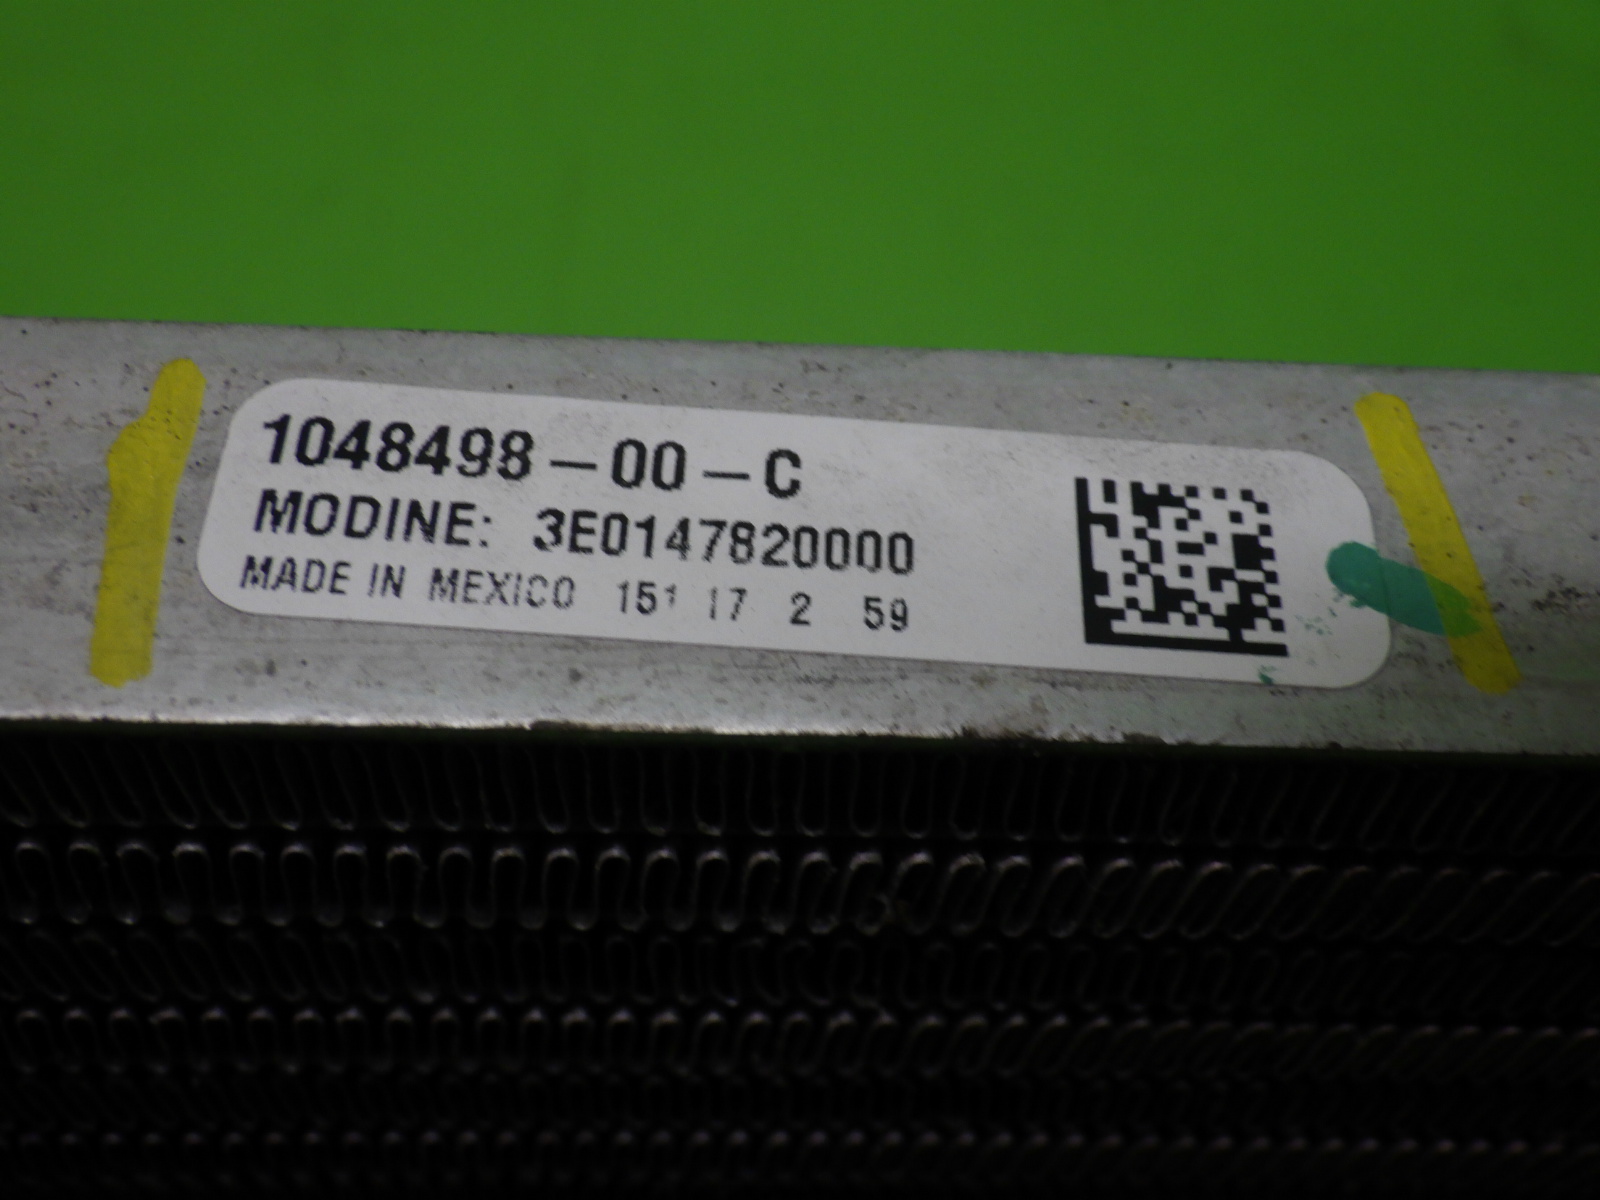 1048498-00-C
MODINE: 3E0147820000
MADE IN MEXICO 151 17 2 59